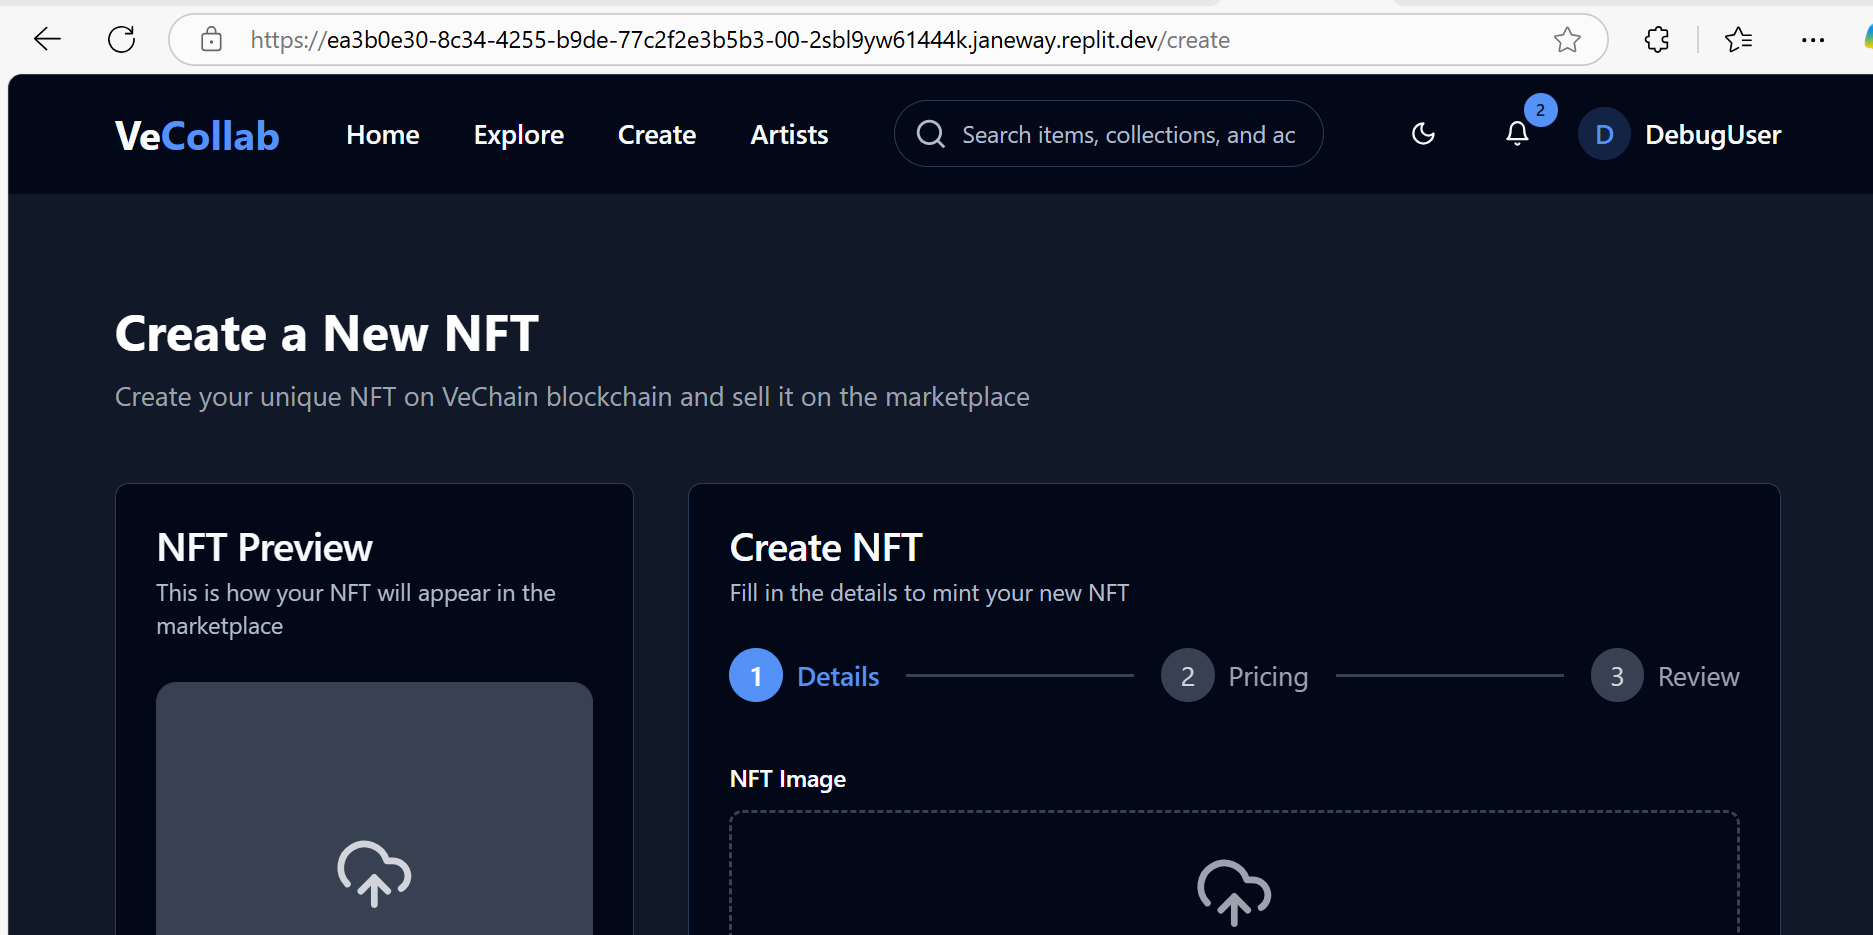 https://ea3b0e30-8c34-4255-b9de-77c2f2e3b5b3-00-2sbl9yw61444k.janeway.replit.dev/create
VeCollab Home Explore Create Artists Search items, collections, and ac 2 D DebugUser
Create a New NFT
Create your unique NFT on VeChain blockchain and sell it on the marketplace
NFT Preview
This is how your NFT will appear in the
marketplace
Create NFT
Fill in the details to mint your new NFT
1 Details 2 Pricing 3 Review
NFT Image